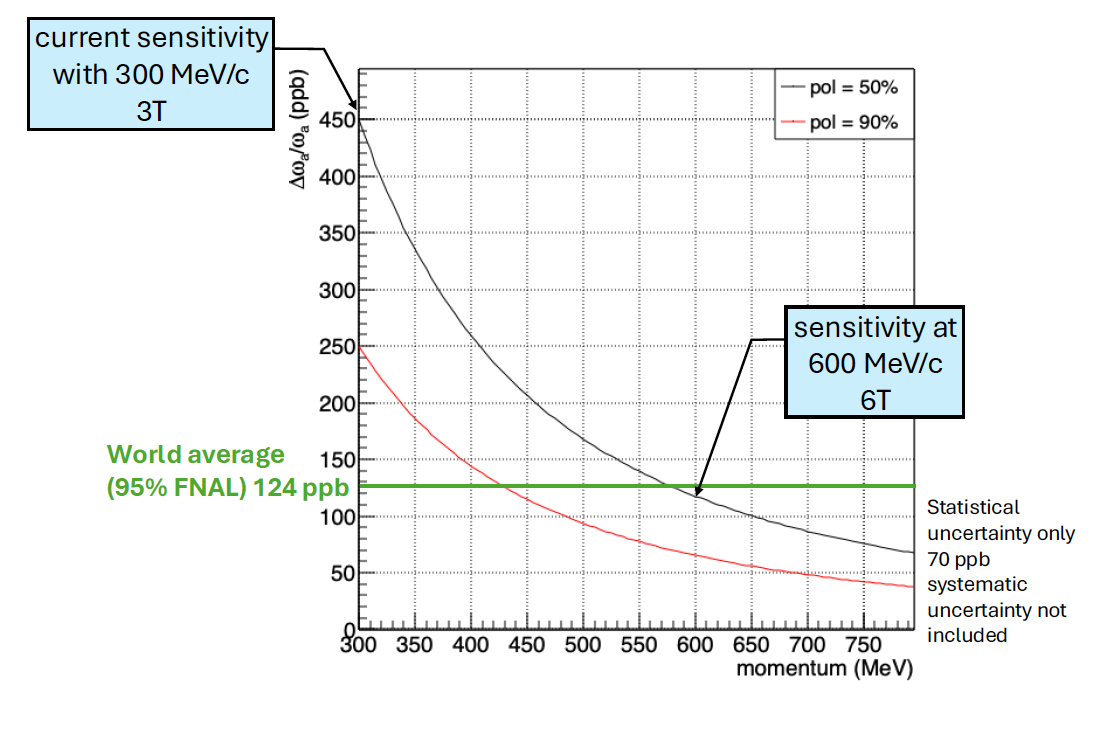 current sensitivity
with 300 MeV/c
3T
Δωₐ/ωₐ (ppb)
pol = 50%
pol = 90%
450
400
350
300
250
200
150
100
50
0
sensitivity at
600 MeV/c
6T
World average
(95% FNAL) 124 ppb
Statistical
uncertainty only
70 ppb
systematic
uncertainty not
included
300 350 400 450 500 550 600 650 700 750
momentum (MeV)